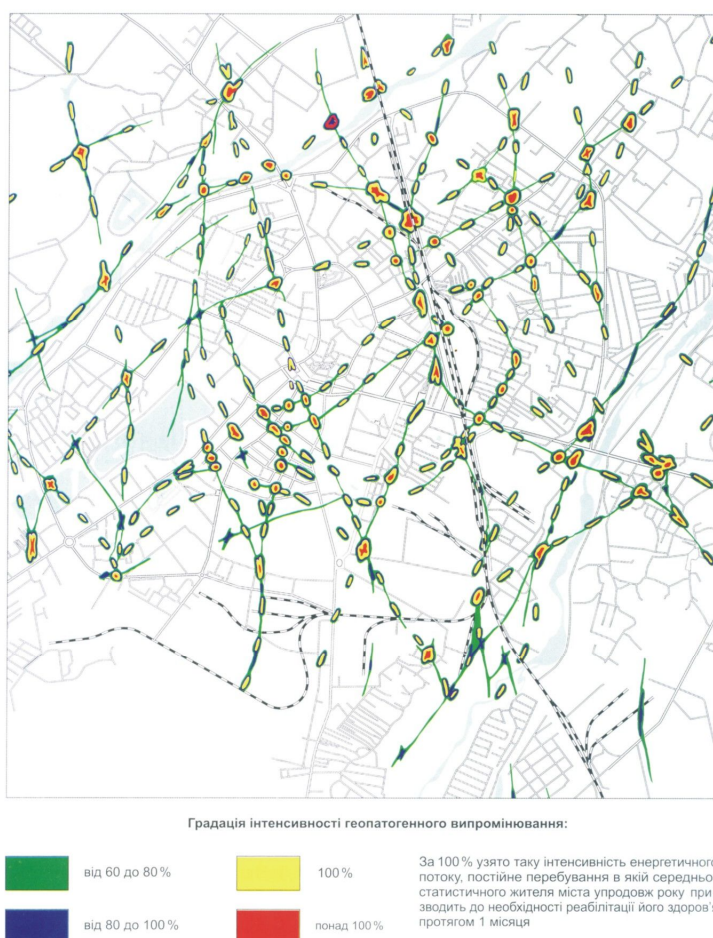 Градація інтенсивності геопатогенного випромінювання:
від 60 до 80 %
100 %
від 80 до 100 %
понад 100 %
За 100 % узято таку інтенсивність енергетичного
потоку, постійне перебування в якій середньо-
статистичного жителя міста упродовж року при-
зводить до необхідності реабілітації його здоров'я
протягом 1 місяця